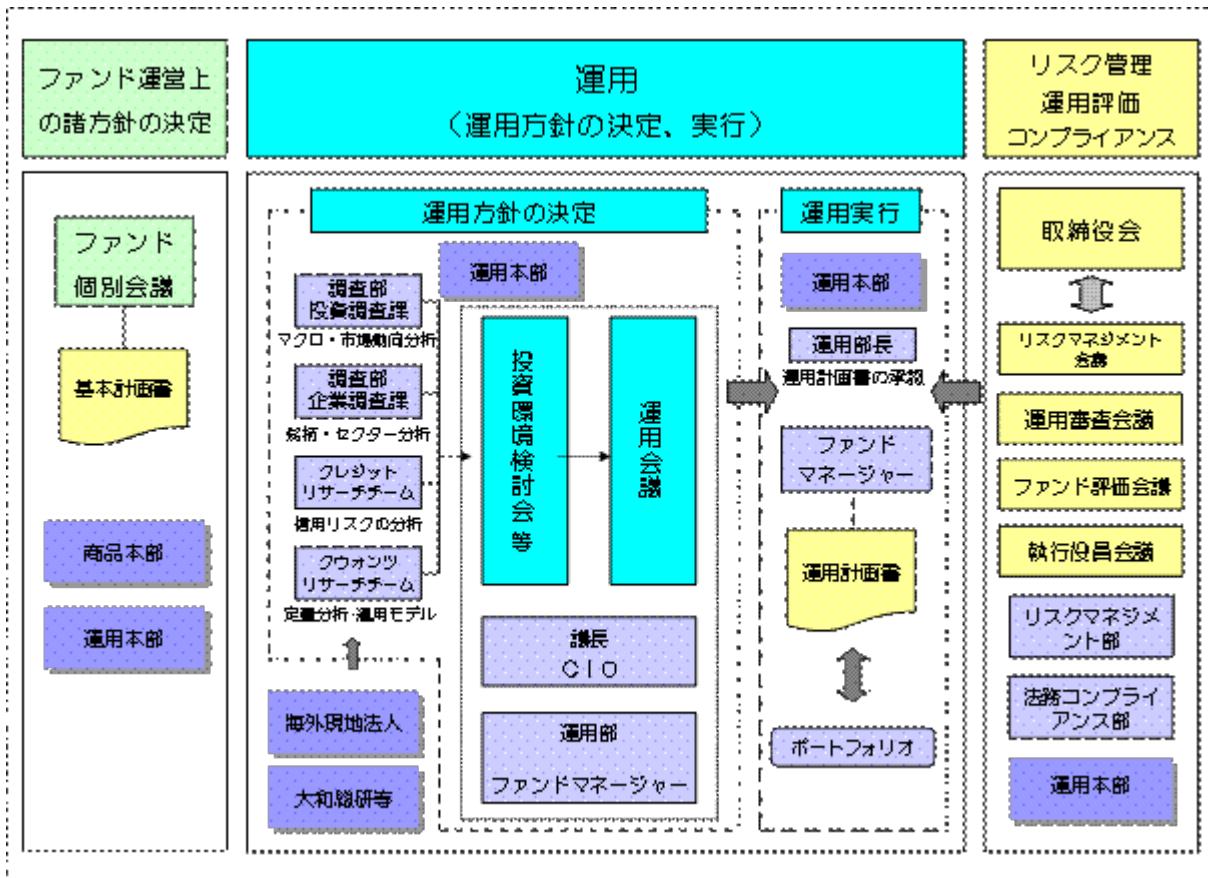 ファンド運営上
の諸方針の決定
運用
（運用方針の決定、実行）
リスク管理
運用評価
コンプライアンス
ファンド
個別会議
基本計画書
商品本部
運用本部
運用方針の決定
運用本部
調査部
投資調査課
マクロ・市場動向分析
調査部
企業調査課
銘柄・セクター分析
クレジット
リサーチチーム
信用リスクの分析
クウォンツ
リサーチチーム
定量分析・運用モデル
海外現地法人
大和総研等
投資環境検討会等
運用会議
議長
ＣＩＯ
運用部
ファンドマネージャー
運用実行
運用本部
運用部長
運用計画書の承認
ファンド
マネージャー
運用計画書
ポートフォリオ
取締役会
リスクマネジメント
会議
運用審査会議
ファンド評価会議
執行役員会議
リスクマネジメ
ント部
法務コンプライ
アンス部
運用本部